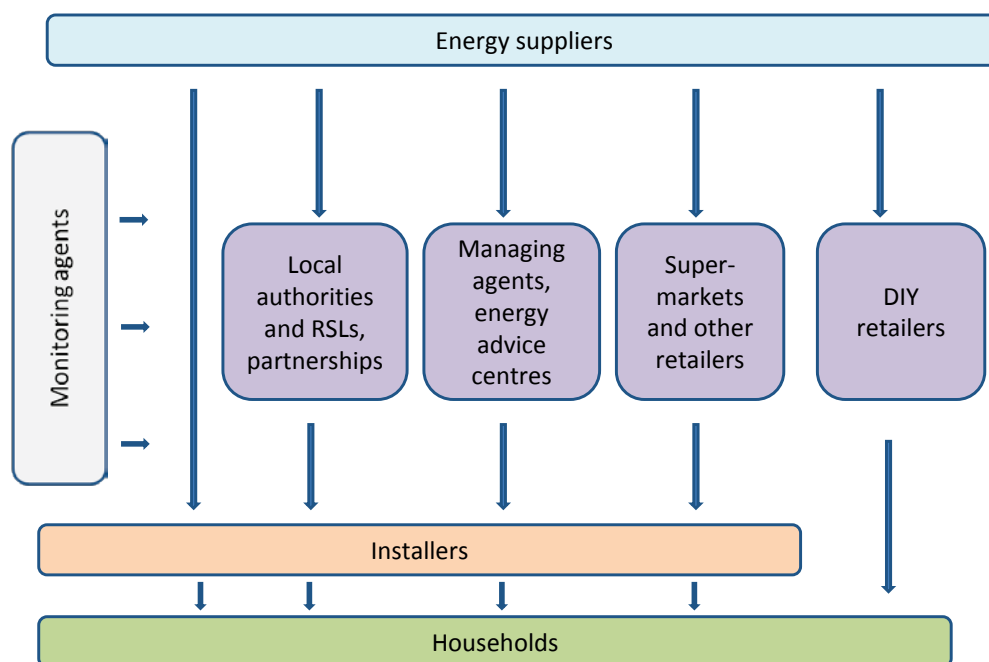 Energy suppliers
Monitoring agents
Local
authorities
and RSLs,
partnerships
Managing
agents,
energy
advice
centres
Super-
markets
and other
retailers
DIY
retailers
Installers
Households